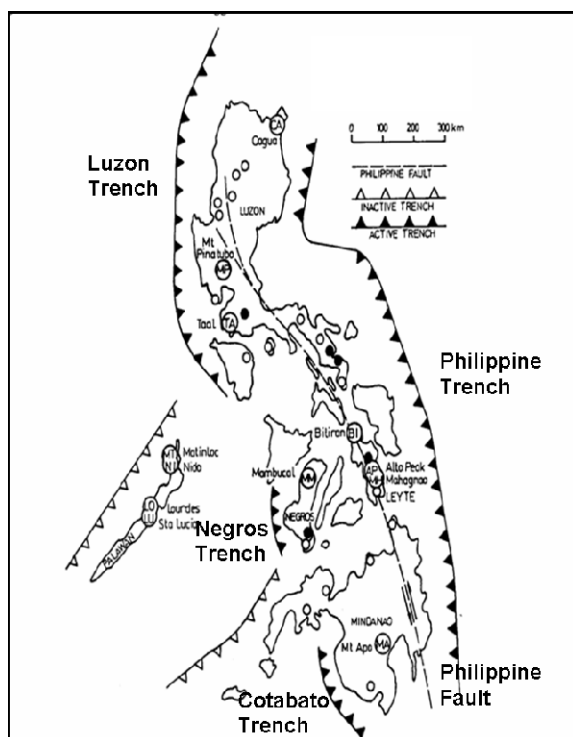 CA
Cagua
0 100 200 300
km
PHILIPPINE FAULT
INACTIVE TRENCH
ACTIVE TRENCH
Luzon
Trench
LUZON
Mt
Pinatubo
MP
Taal
TA
Philippine
Trench
Biliran
BI
MT
NI
Matinloc
Nido
Mambucal
MM
AP
MH
Alto Peak
Mahagnao
LEYTE
LO
LU
Lourdes
Sta Lucia
NEGROS
PALAWAN
Negros
Trench
MINDANAO
Mt Apo
MA
Philippine
Fault
Cotabato
Trench